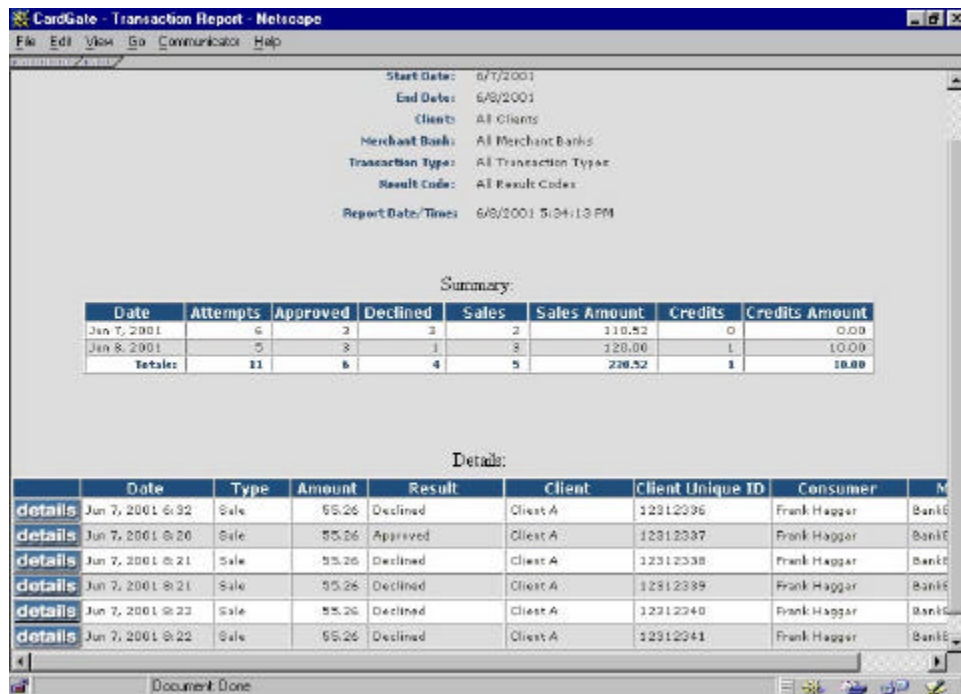 CardGate - Transaction Report - Netscape
File Edit View Go Communicator Help
Start Date: 6/7/2001
End Date: 6/8/2001
Client: All Clients
Merchant Bank: All Merchant Banks
Transaction Type: All Transaction Types
Result Code: All Result Codes
Report Date/Time: 6/8/2001 5:34:13 PM
Summary:
Date Attempts Approved Declined Sales Sales Amount Credits Credits Amount
Jun 7, 2001 6 3 3 2 110.52 0 0.00
Jun 8, 2001 5 3 1 3 120.00 1 10.00
Totals: 11 6 4 5 230.52 1 10.00
Details:
Date Type Amount Result Client Client Unique ID Consumer M
details Jun 7, 2001 Sale 55.26 Declined Client A 12312336 Frank Haggar
details Jun 7, 2001 Sale 55.26 Approved Client A 12312337 Frank Haggar
details Jun 7, 2001 8:21 Sale 55.26 Declined Client A 12312338 Frank Haggar
details Jun 7, 2001 8:21 Sale 55.26 Declined Client A 12312339 Frank Haggar
details Jun 7, 2001 Sale 55.26 Declined Client A 12312340 Frank Haggar
details Jun 7, 2001 8:22 Sale 55.26 Declined Client A 12312341 Frank Haggar
Document: Done